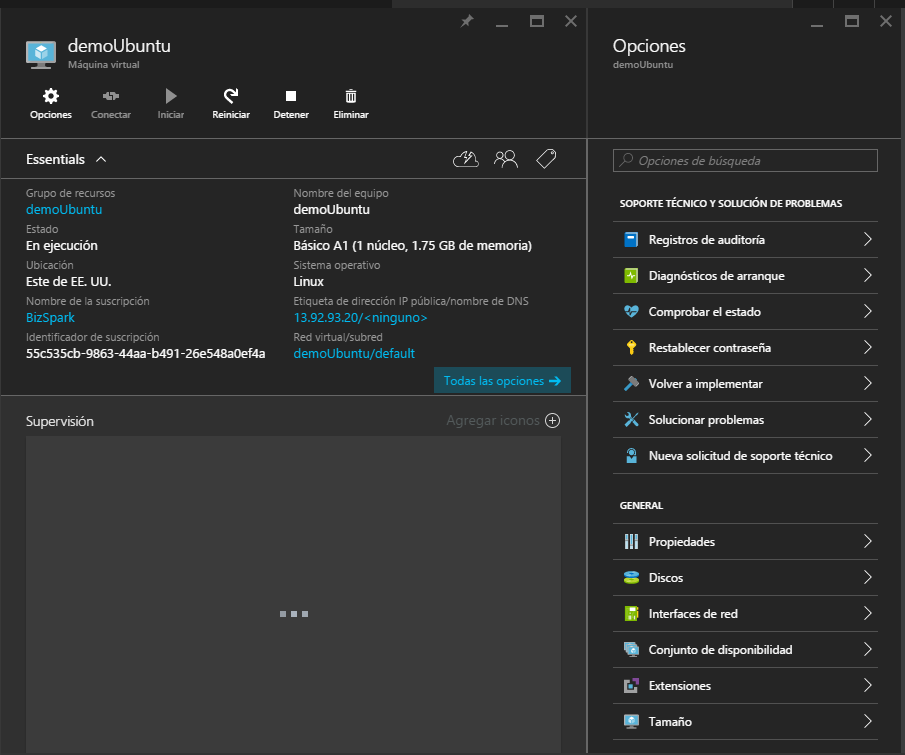 demoUbuntu
Máquina virtual
Opciones
Conectar
Iniciar
Reiniciar
Detener
Eliminar
Essentials
Grupo de recursos
demoUbuntu
Estado
En ejecución
Ubicación
Este de EE. UU.
Nombre de la suscripción
BizSpark
Identificador de suscripción
55c535cb-9863-44aa-b491-26e548a0ef4a
Nombre del equipo
demoUbuntu
Tamaño
Básico A1 (1 núcleo, 1.75 GB de memoria)
Sistema operativo
Linux
Etiqueta de dirección IP pública/nombre de DNS
13.92.93.20/<ninguno>
Red virtual/subred
demoUbuntu/default
Todas las opciones
Supervisión
Agregar iconos
Opciones
demoUbuntu
Opciones de búsqueda
SOPORTE TÉCNICO Y SOLUCIÓN DE PROBLEMAS
Registros de auditoría
Diagnósticos de arranque
Comprobar el estado
Restablecer contraseña
Volver a implementar
Solucionar problemas
Nueva solicitud de soporte técnico
GENERAL
Propiedades
Discos
Interfaces de red
Conjunto de disponibilidad
Extensiones
Tamaño